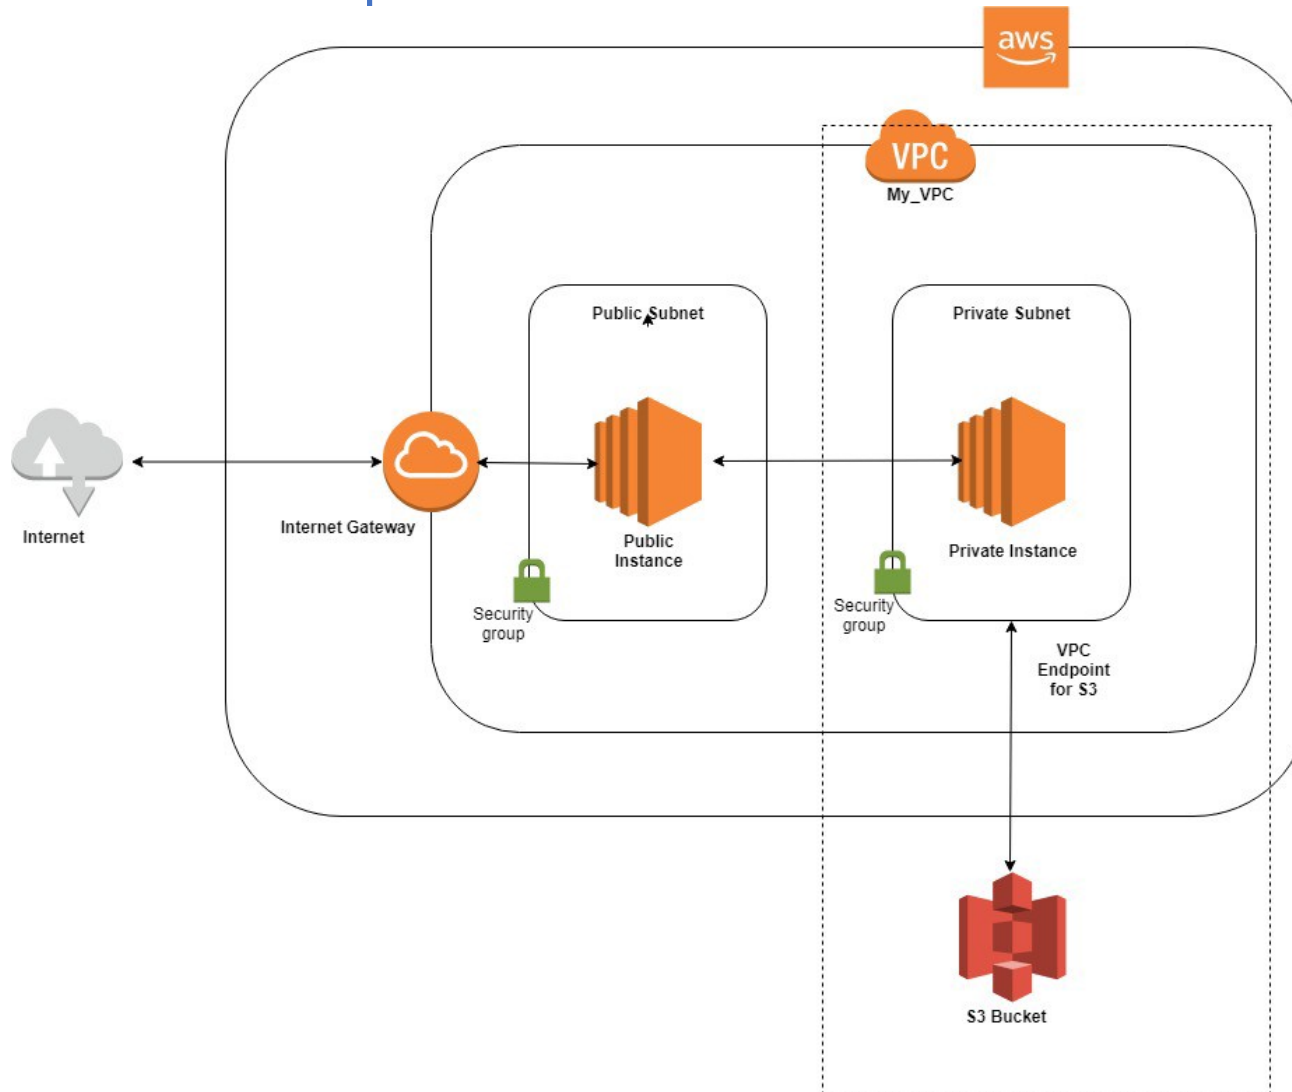 aws
VPC
My_VPC
Public Subnet
Private Subnet
Internet
Internet Gateway
Public
Instance
Private Instance
Security
group
Security
group
VPC
Endpoint
for S3
S3 Bucket